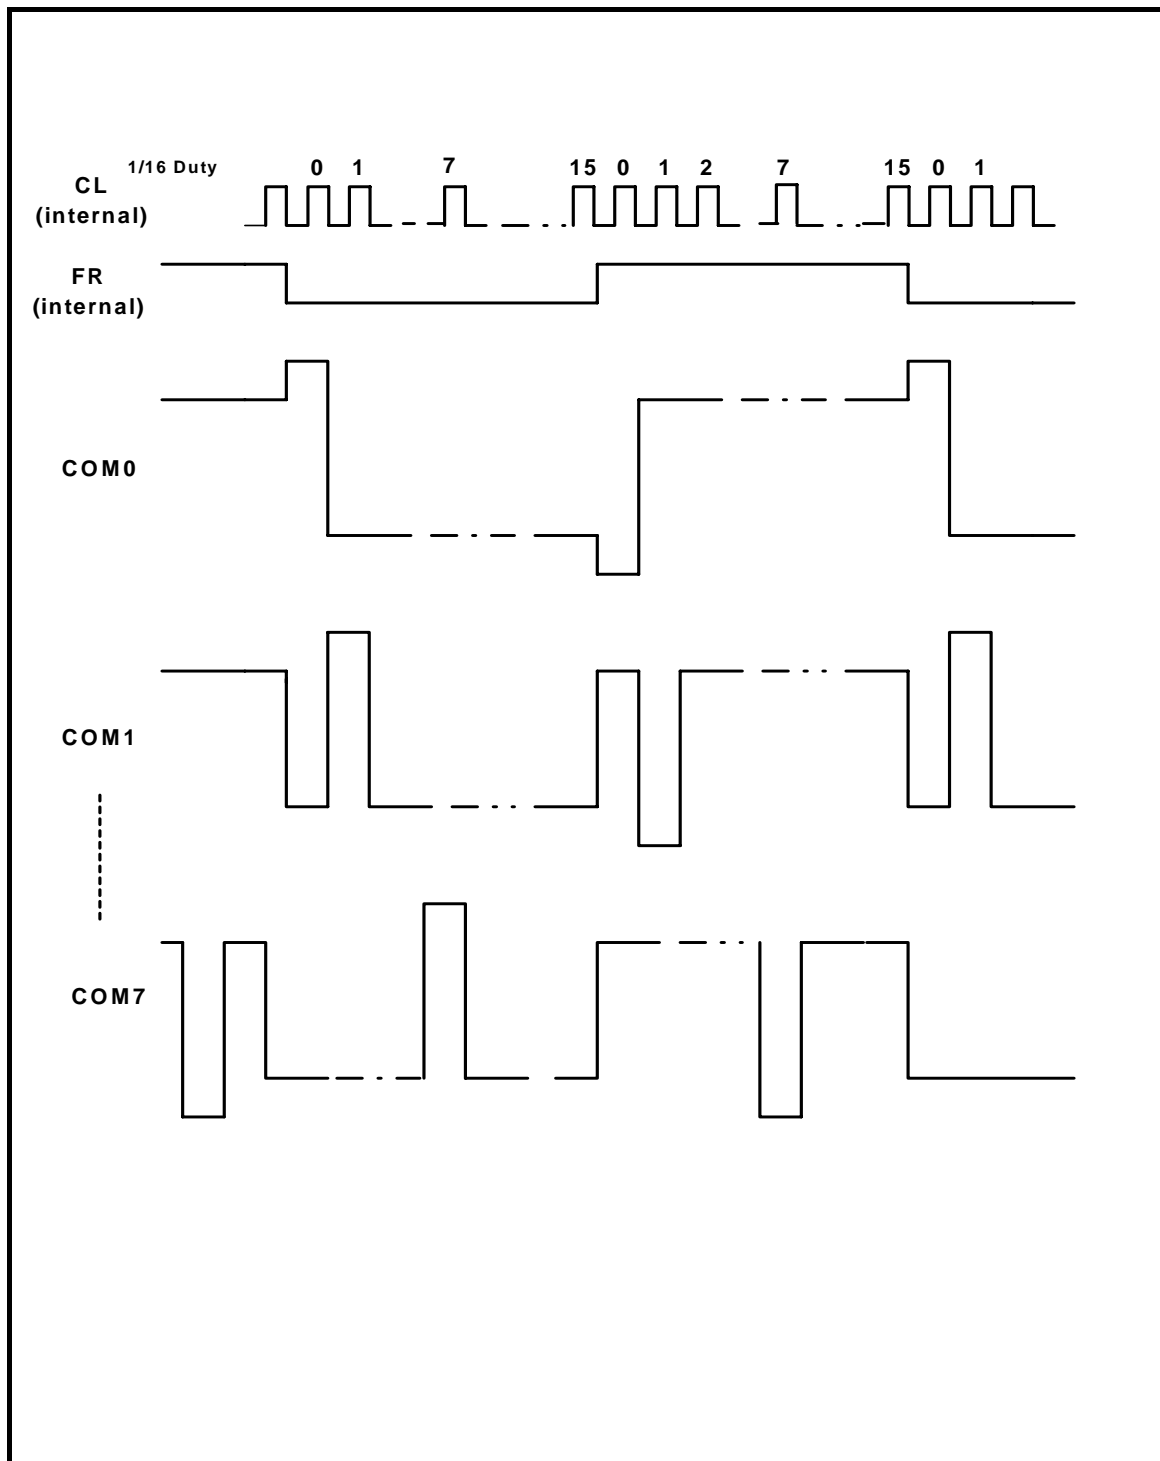 1/16 Duty 0 1 7 15 0 1 2 7 15 0 1
CL
(internal)
FR
(internal)
COM0
COM1
COM7